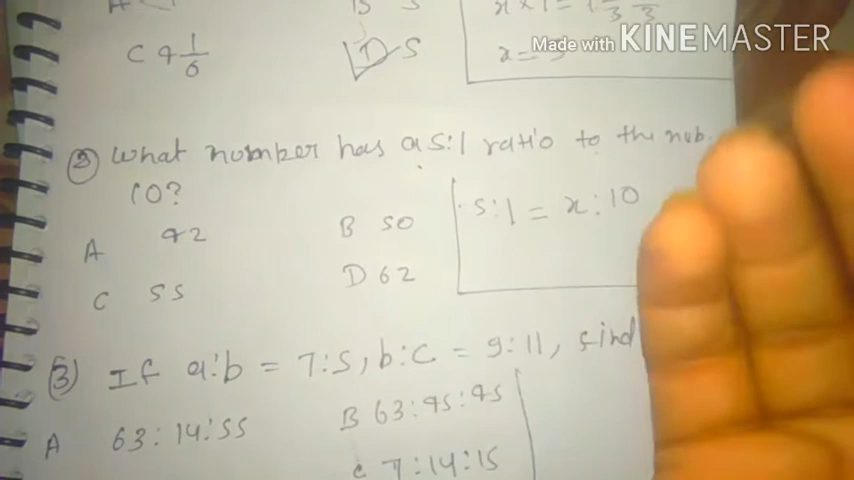 x = 5
C 4 1/6
D 5
Made with KINEMASTER
② What number has a 5:1 ratio to the nub.
10?
5:1 = x:10
A 42
B 50
C 55
D 62
③ If a:b = 7:5, b:c = 9:11, find
A 63:14:55
B 63:45:45
c 7:14:15